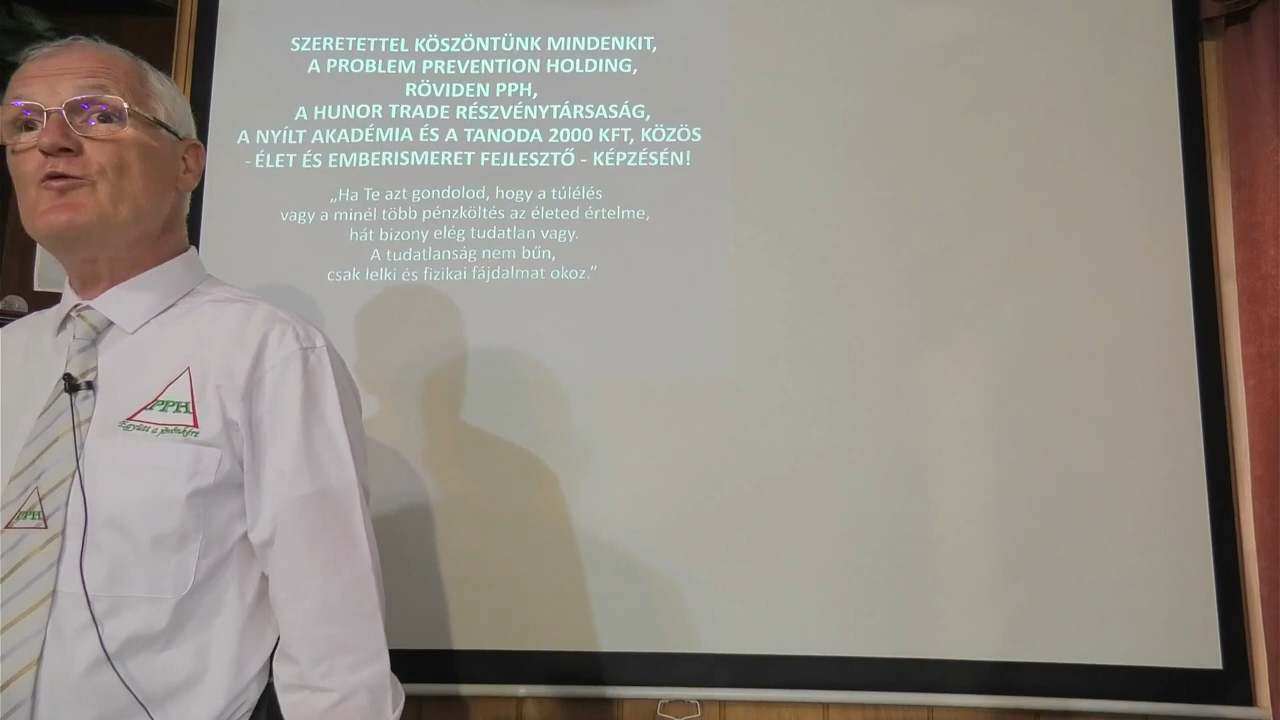 SZERETETTEL KÖSZÖNTÜNK MINDENKIT,
A PROBLEM PREVENTION HOLDING,
RÖVIDEN PPH,
A HUNOR TRADE RÉSZVÉNYTÁRSASÁG,
A NYÍLT AKADÉMIA ÉS A TANODA 2000 KFT, KÖZÖS
- ÉLET ÉS EMBERISMERET FEJLESZTŐ - KÉPZÉSÉN!
„Ha Te azt gondolod, hogy a túlélés
vagy a minél több pénzköltés az életed értelme,
hát bizony elég tudatlan vagy.
A tudatlanság nem bűn,
csak lelki és fizikai fájdalmat okoz.”
PPH
Együtt a jövőnkért
PPH